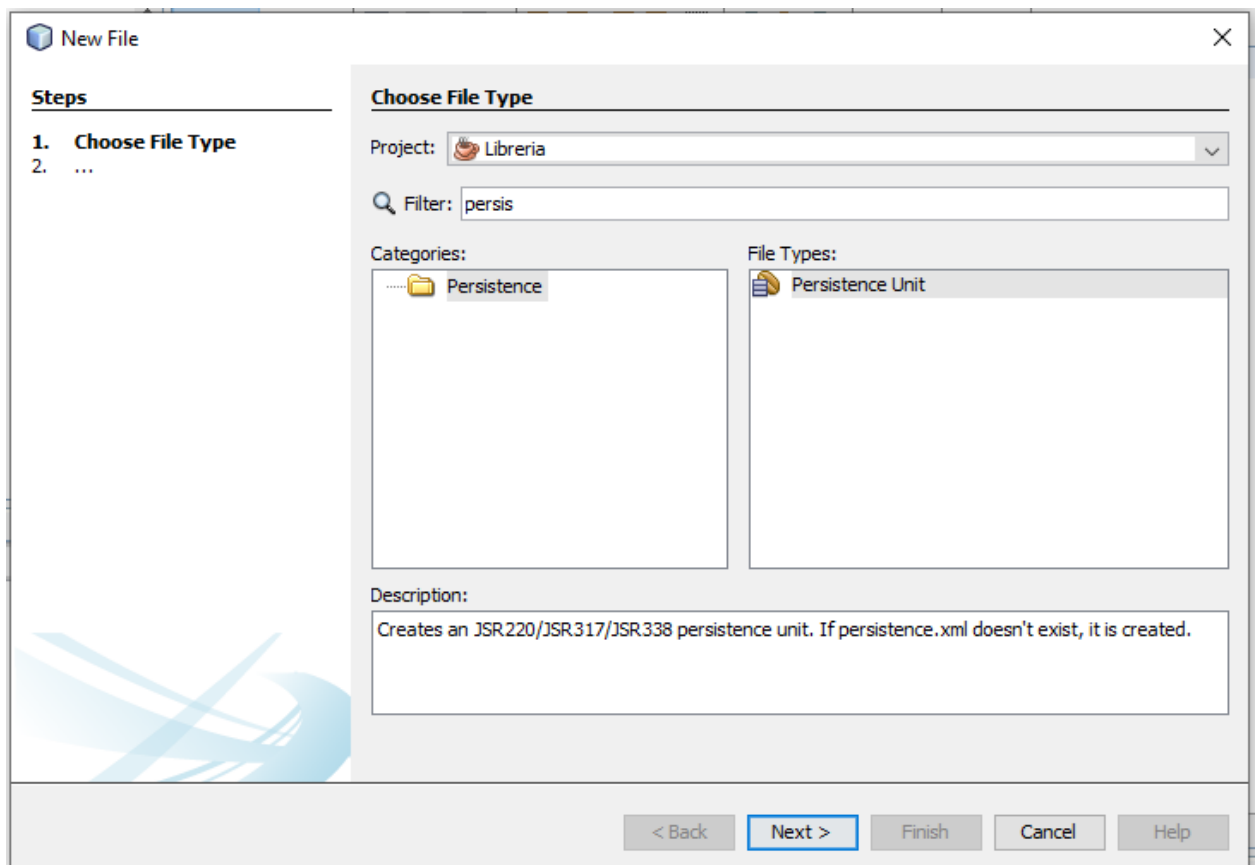 New File
Steps
1. Choose File Type
2. ...
Choose File Type
Project: Libreria
Filter: persis
Categories:
Persistence
File Types:
Persistence Unit
Description:
Creates an JSR220/JSR317/JSR338 persistence unit. If persistence.xml doesn't exist, it is created.
< Back
Next >
Finish
Cancel
Help